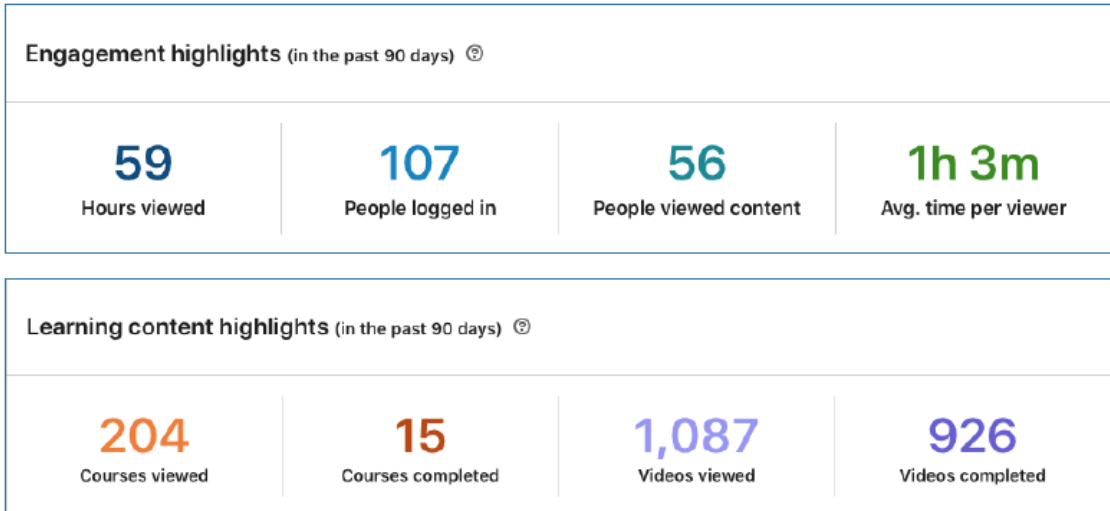 Engagement highlights (in the past 90 days) ?
59 107 56 1h 3m
Hours viewed People logged in People viewed content Avg. time per viewer
Learning content highlights (in the past 90 days) ?
204 15 1,087 926
Courses viewed Courses completed Videos viewed Videos completed